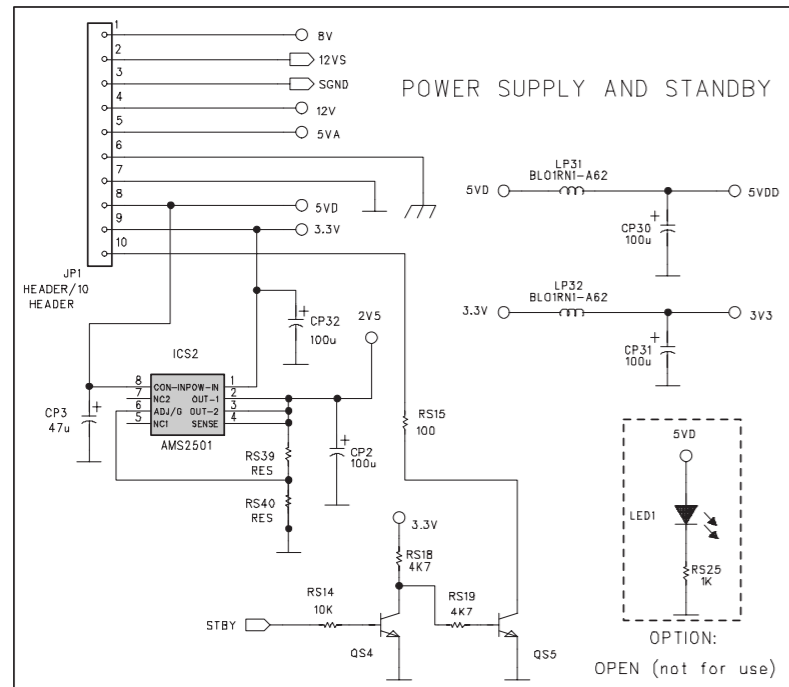 POWER SUPPLY AND STANDBY
1
8V
2
12VS
3
SGND
4
12V
5
5VA
6
7
8
5VD
9
3.3V
10
JP1
HEADER/10
HEADER
LP31
BL01RN1-A62
5VD
5VDD
+
CP30
100u
LP32
BL01RN1-A62
3.3V
3V3
+
CP31
100u
+
CP32
100u
2V5
ICS2
8 CON-IN POW-IN 1
7 NC2 OUT-1 2
6 ADJ/G OUT-2 3
5 NC1 SENSE 4
AMS2501
+
CP3
47u
RS39
RES
RS40
RES
+
CP2
100u
RS15
100
3.3V
RS18
4K7
RS14
10K
STBY
QS4
RS19
4K7
QS5
5VD
LED1
RS25
1K
OPTION:
OPEN (not for use)